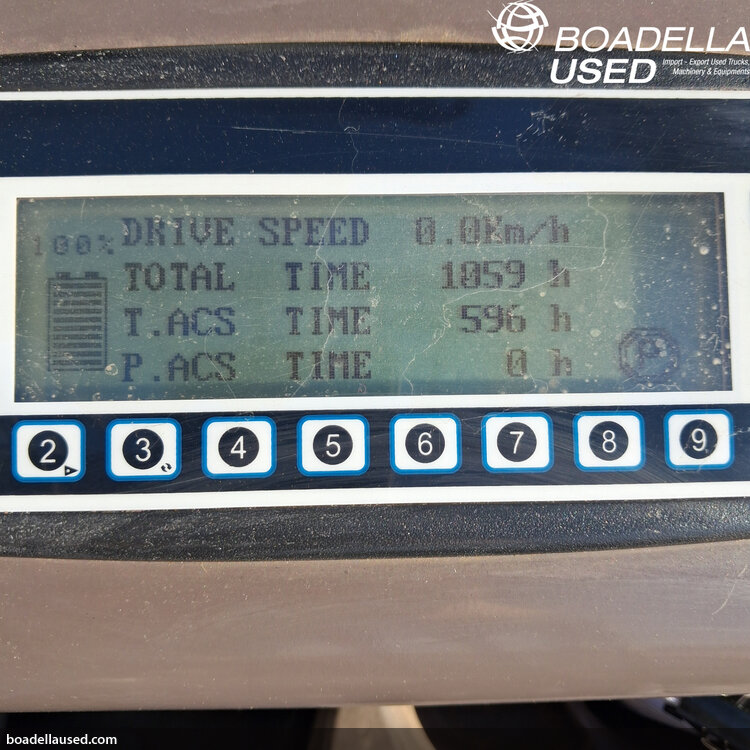 BOADELLA
USED Import - Export Used Trucks,
Machinery & Equipments
100% DRIVE SPEED 0.0Km/h
TOTAL TIME 1059 h
T.ACS TIME 596 h
P.ACS TIME 0 h
P
2 3 4 5 6 7 8 9
boadellaused.com